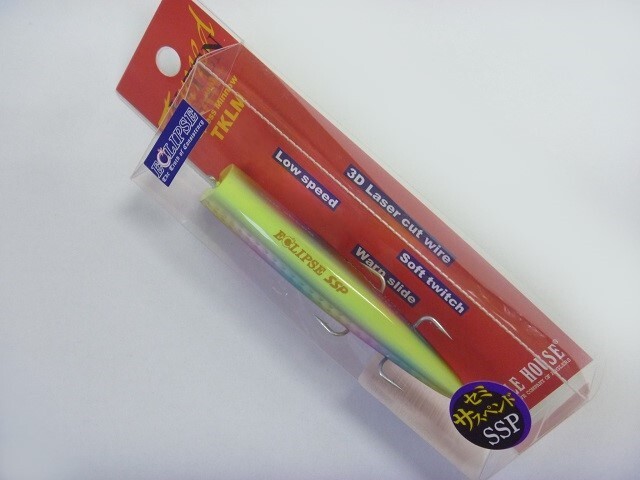 TKLM
ECLIPSE
Low speed
3D Laser cut wire
Warp slide
Soft twitch
ECLIPSE SSP
HOUSE®
セミ
サスペンド
SSP